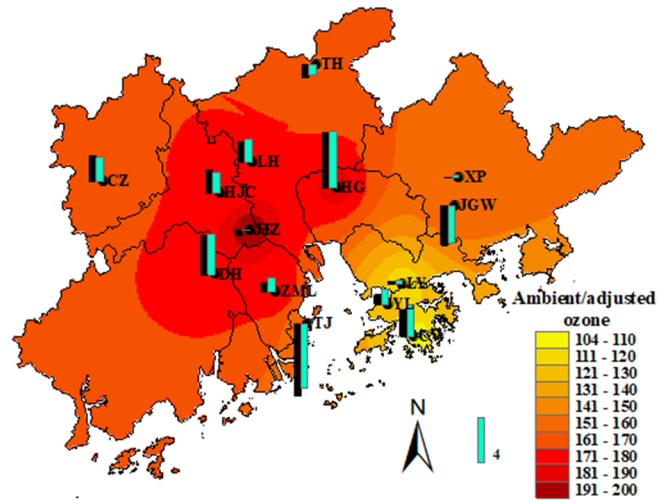 TH
LH
CZ
HJC
HG
XP
JGW
JHZ
DH
ZML
LY
YL
TJ
Ambient/adjusted
ozone
104 - 110
111 - 120
121 - 130
131 - 140
141 - 150
151 - 160
161 - 170
171 - 180
181 - 190
191 - 200
N
4